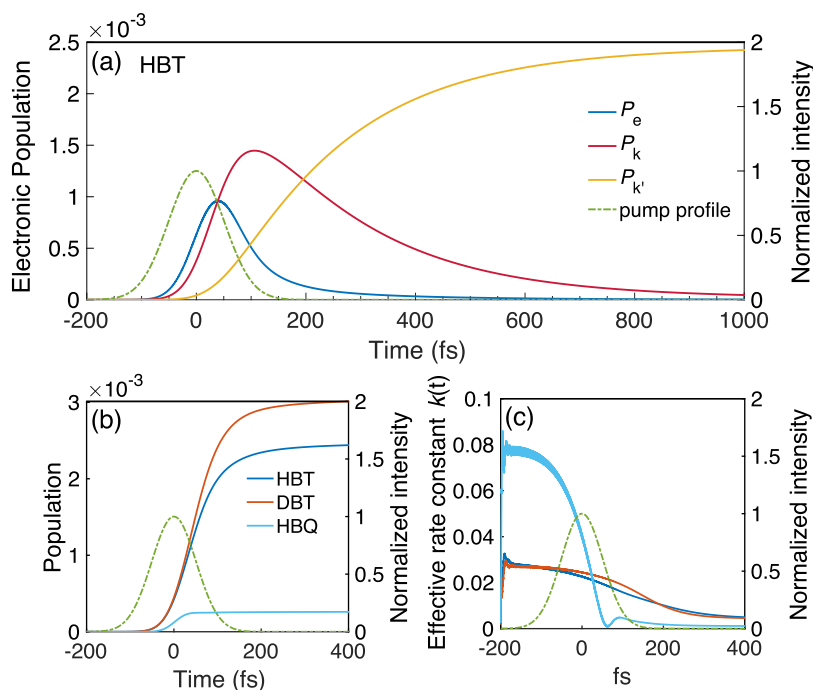 ×10⁻³
(a) HBT
Electronic Population
2.5
2
1.5
1
0.5
0
P_e
P_k
P_k'
pump profile
2
1.5
1
0.5
0
Normalized intensity
-200 0 200 400 600 800 1000
Time (fs)
×10⁻³
(b)
Population
3
2
1
0
HBT
DBT
HBQ
2
1.5
1
0.5
0
Normalized intensity
-200 0 200 400
Time (fs)
(c)
Effective rate constant k(t)
0.1
0.08
0.06
0.04
0.02
0
2
1.5
1
0.5
0
Normalized intensity
-200 0 200 400
fs